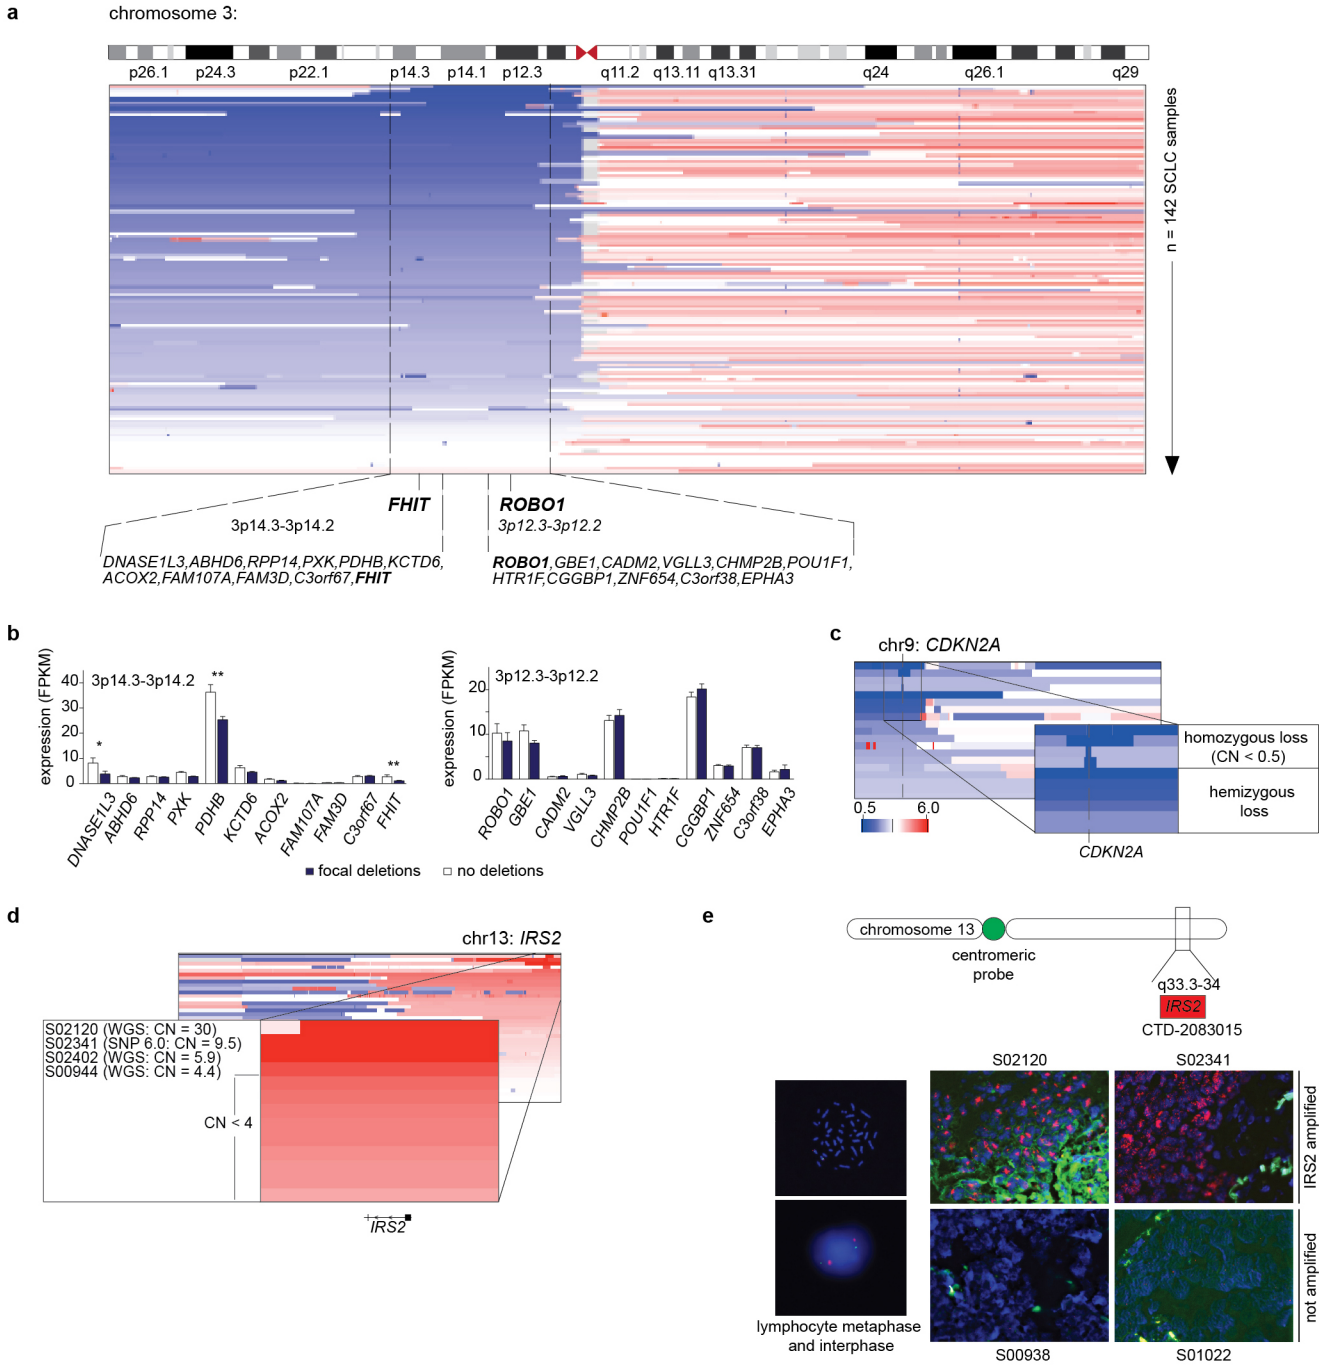 a
chromosome 3:
p26.1 p24.3 p22.1 p14.3 p14.1 p12.3 q11.2 q13.11 q13.31 q24 q26.1 q29
n = 142 SCLC samples
FHIT ROBO1
3p14.3-3p14.2 3p12.3-3p12.2
DNASE1L3,ABHD6,RPP14,PXK,PDHB,KCTD6,
ACOX2,FAM107A,FAM3D,C3orf67,FHIT
ROBO1,GBE1,CADM2,VGLL3,CHMP2B,POU1F1,
HTR1F,CGGBP1,ZNF654,C3orf38,EPHA3
b
expression (FPKM)
40
30
20
10
0
3p14.3-3p14.2
*
**
**
DNASE1L3 ABHD6 RPP14 PXK PDHB KCTD6 ACOX2 FAM107A FAM3D C3orf67 FHIT
expression (FPKM)
20
10
0
3p12.3-3p12.2
ROBO1 GBE1 CADM2 VGLL3 CHMP2B POU1F1 HTR1F CGGBP1 ZNF654 C3orf38 EPHA3
focal deletions no deletions
c
chr9: CDKN2A
homozygous loss
(CN < 0.5)
hemizygous
loss
0.5 6.0
CDKN2A
d
chr13: IRS2
S02120 (WGS: CN = 30)
S02341 (SNP 6.0: CN = 9.5)
S02402 (WGS: CN = 5.9)
S00944 (WGS: CN = 4.4)
CN < 4
IRS2
e
chromosome 13
centromeric
probe
q33.3-34
IRS2
CTD-2083015
S02120 S02341
IRS2 amplified
not amplified
lymphocyte metaphase
and interphase
S00938 S01022